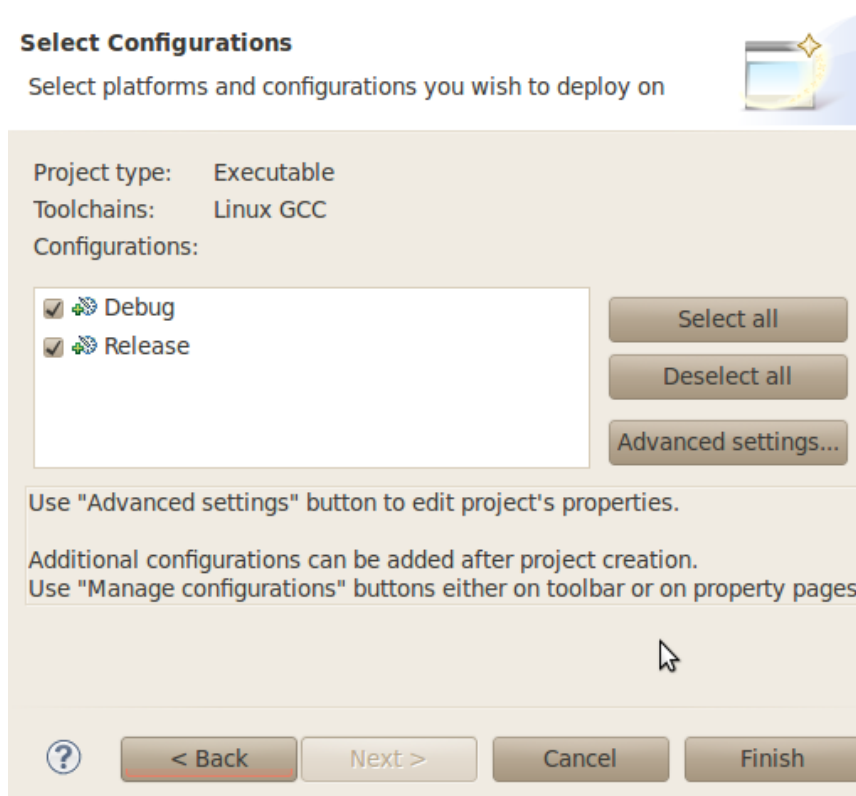 Select Configurations
Select platforms and configurations you wish to deploy on
Project type: Executable
Toolchains: Linux GCC
Configurations:
Debug
Release
Select all
Deselect all
Advanced settings...
Use "Advanced settings" button to edit project's properties.
Additional configurations can be added after project creation.
Use "Manage configurations" buttons either on toolbar or on property pages
?
< Back
Next >
Cancel
Finish